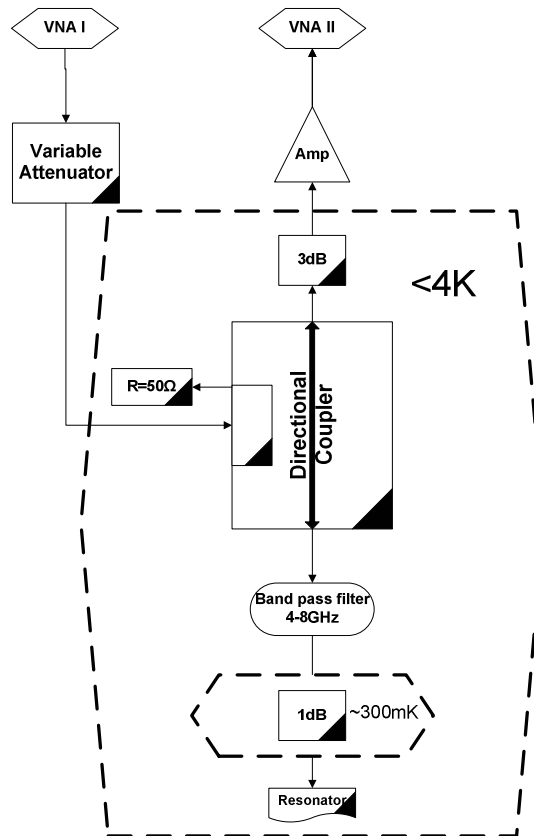 VNA I
VNA II
Variable
Attenuator
Amp
3dB
<4K
R=50Ω
Directional
Coupler
Band pass filter
4-8GHz
1dB
~300mK
Resonator